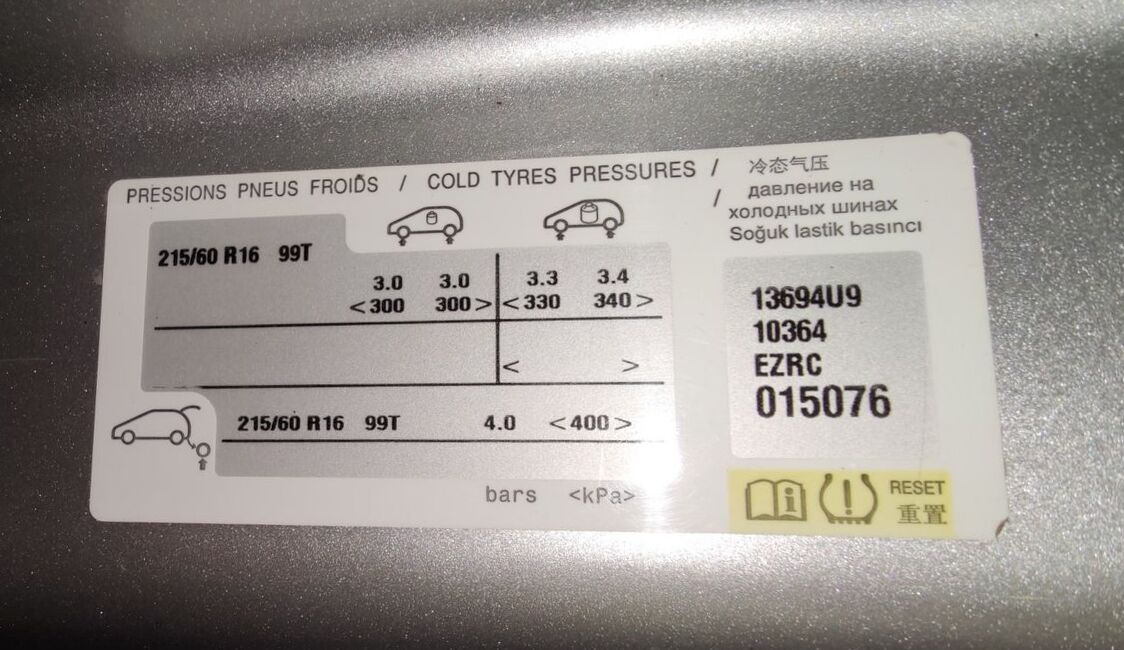 PRESSIONS PNEUS FROIDS / COLD TYRES PRESSURES /
冷态气压
/ давление на
холодных шинах
Soğuk lastik basıncı
215/60 R16 99T
3.0 3.0 3.3 3.4
<300 300> <330 340>
< >
215/60 R16 99T 4.0 <400>
bars <kPa>
13694U9
10364
EZRC
015076
RESET
重置